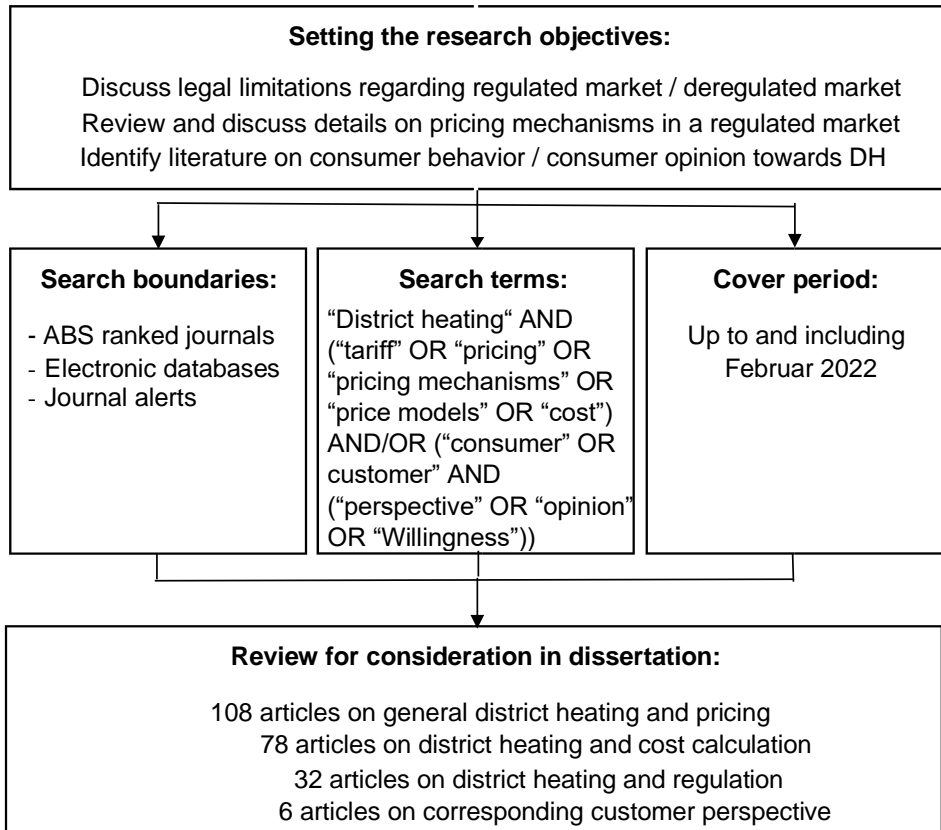 Setting the research objectives:
Discuss legal limitations regarding regulated market / deregulated market
Review and discuss details on pricing mechanisms in a regulated market
Identify literature on consumer behavior / consumer opinion towards DH
Search boundaries:
- ABS ranked journals
- Electronic databases
- Journal alerts
Search terms:
“District heating“ AND
(“tariff” OR “pricing” OR
“pricing mechanisms” OR
“price models” OR “cost”)
AND/OR (“consumer” OR
customer” AND
(“perspective” OR “opinion”
OR “Willingness”))
Cover period:
Up to and including
Februar 2022
Review for consideration in dissertation:
108 articles on general district heating and pricing
78 articles on district heating and cost calculation
32 articles on district heating and regulation
6 articles on corresponding customer perspective